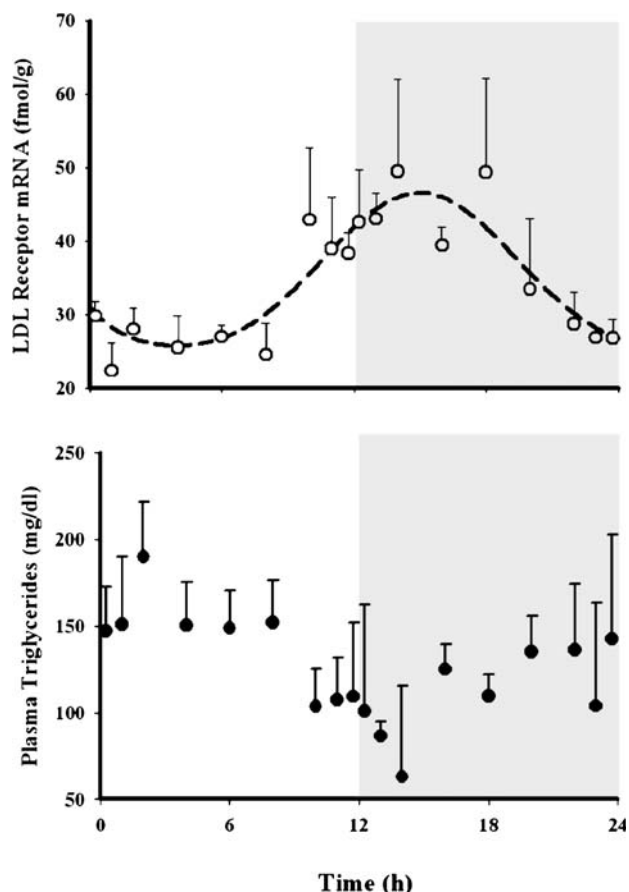 70
60
50
40
30
20
LDL Receptor mRNA (fmol/g)
250
200
150
100
50
Plasma Triglycerides (mg/dl)
0 6 12 18 24
Time (h)